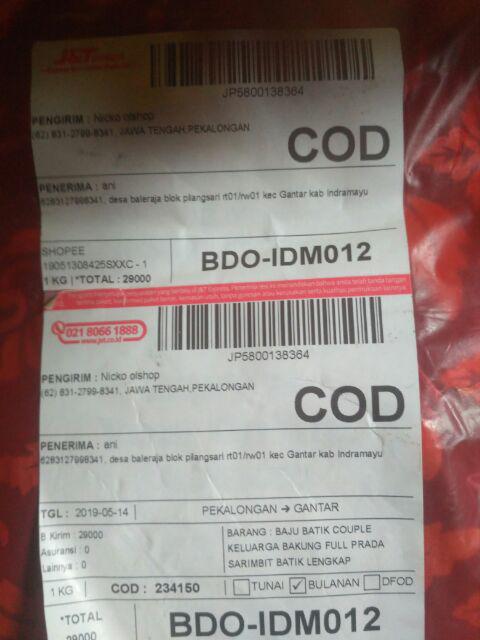 J&T
JP5800138364
PENGIRIM : Nicko olshop
(62) 831-2799-8341, JAWA TENGAH,PEKALONGAN
COD
PENERIMA : ani
6283127998341, desa baleraja blok pilangsari rt01/rw01 kec Gantar kab Indramayu
SHOPEE
19051308425SXXC - 1
1 KG | *TOTAL : 29000
BDO-IDM012
021 8066 1888
www.jet.co.id
JP5800138364
PENGIRIM : Nicko olshop
(62) 831-2799-8341, JAWA TENGAH,PEKALONGAN
COD
PENERIMA : ani
6283127998341, desa baleraja blok pilangsari rt01/rw01 kec Gantar kab Indramayu
TGL : 2019-05-14
PEKALONGAN → GANTAR
B Kirim : 29000
Asuransi : 0
Lainnya : 0
BARANG : BAJU BATIK COUPLE
KELUARGA BAKUNG FULL PRADA
SARIMBIT BATIK LENGKAP
1 KG
COD : 234150
TUNAI ☑ BULANAN DFOD
*TOTAL
29000
BDO-IDM012